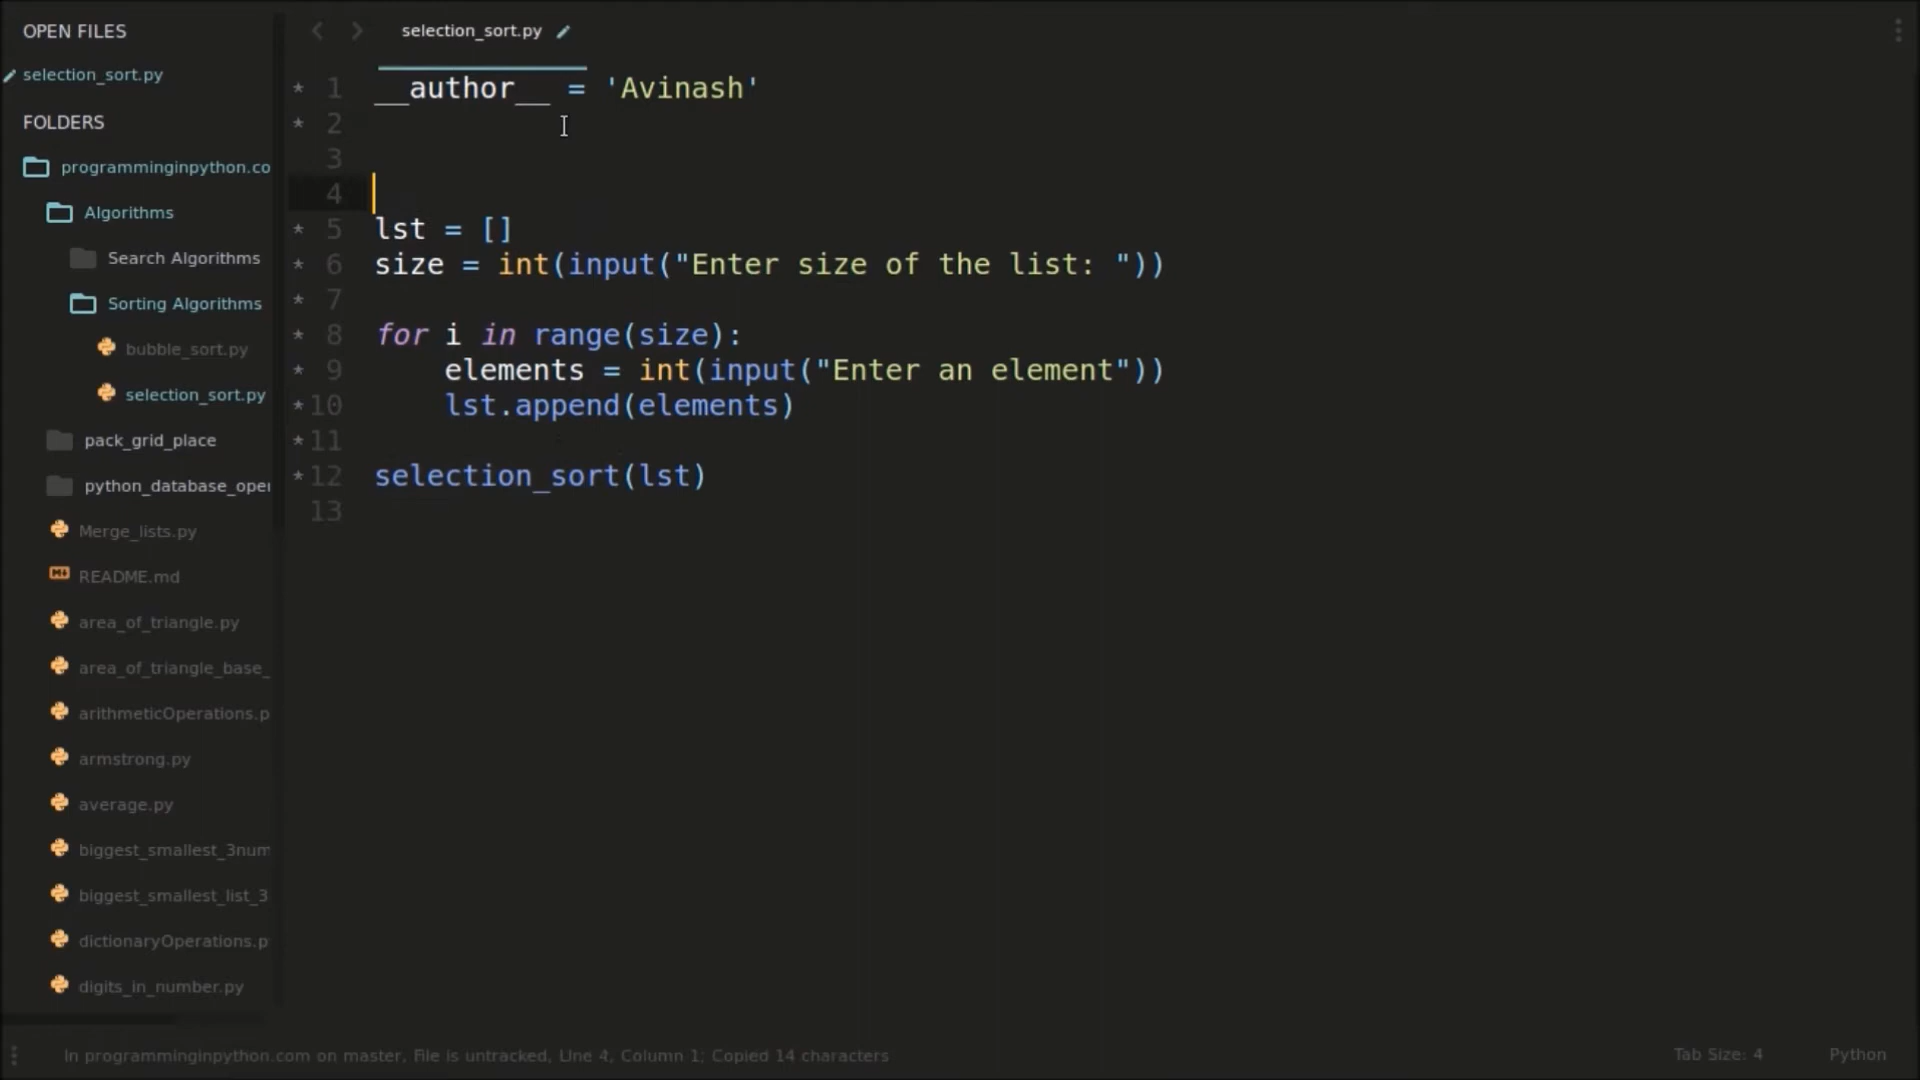 OPEN FILES
selection_sort.py
FOLDERS
programminginpython.co
Algorithms
Search Algorithms
Sorting Algorithms
bubble_sort.py
selection_sort.py
pack_grid_place
python_database_oper
Merge_lists.py
README.md
area_of_triangle.py
area_of_triangle_base_
arithmeticOperations.p
armstrong.py
average.py
biggest_smallest_3num
biggest_smallest_list_3
dictionaryOperations.p
digits_in_number.py
selection_sort.py
* 1 __author__ = 'Avinash'
* 2
3
4
* 5 lst = []
* 6 size = int(input("Enter size of the list: "))
* 7
* 8 for i in range(size):
* 9     elements = int(input("Enter an element"))
* 10     lst.append(elements)
* 11
* 12 selection_sort(lst)
13
In programminginpython.com on master, File is untracked, Line 4, Column 1; Copied 14 characters
Tab Size: 4
Python